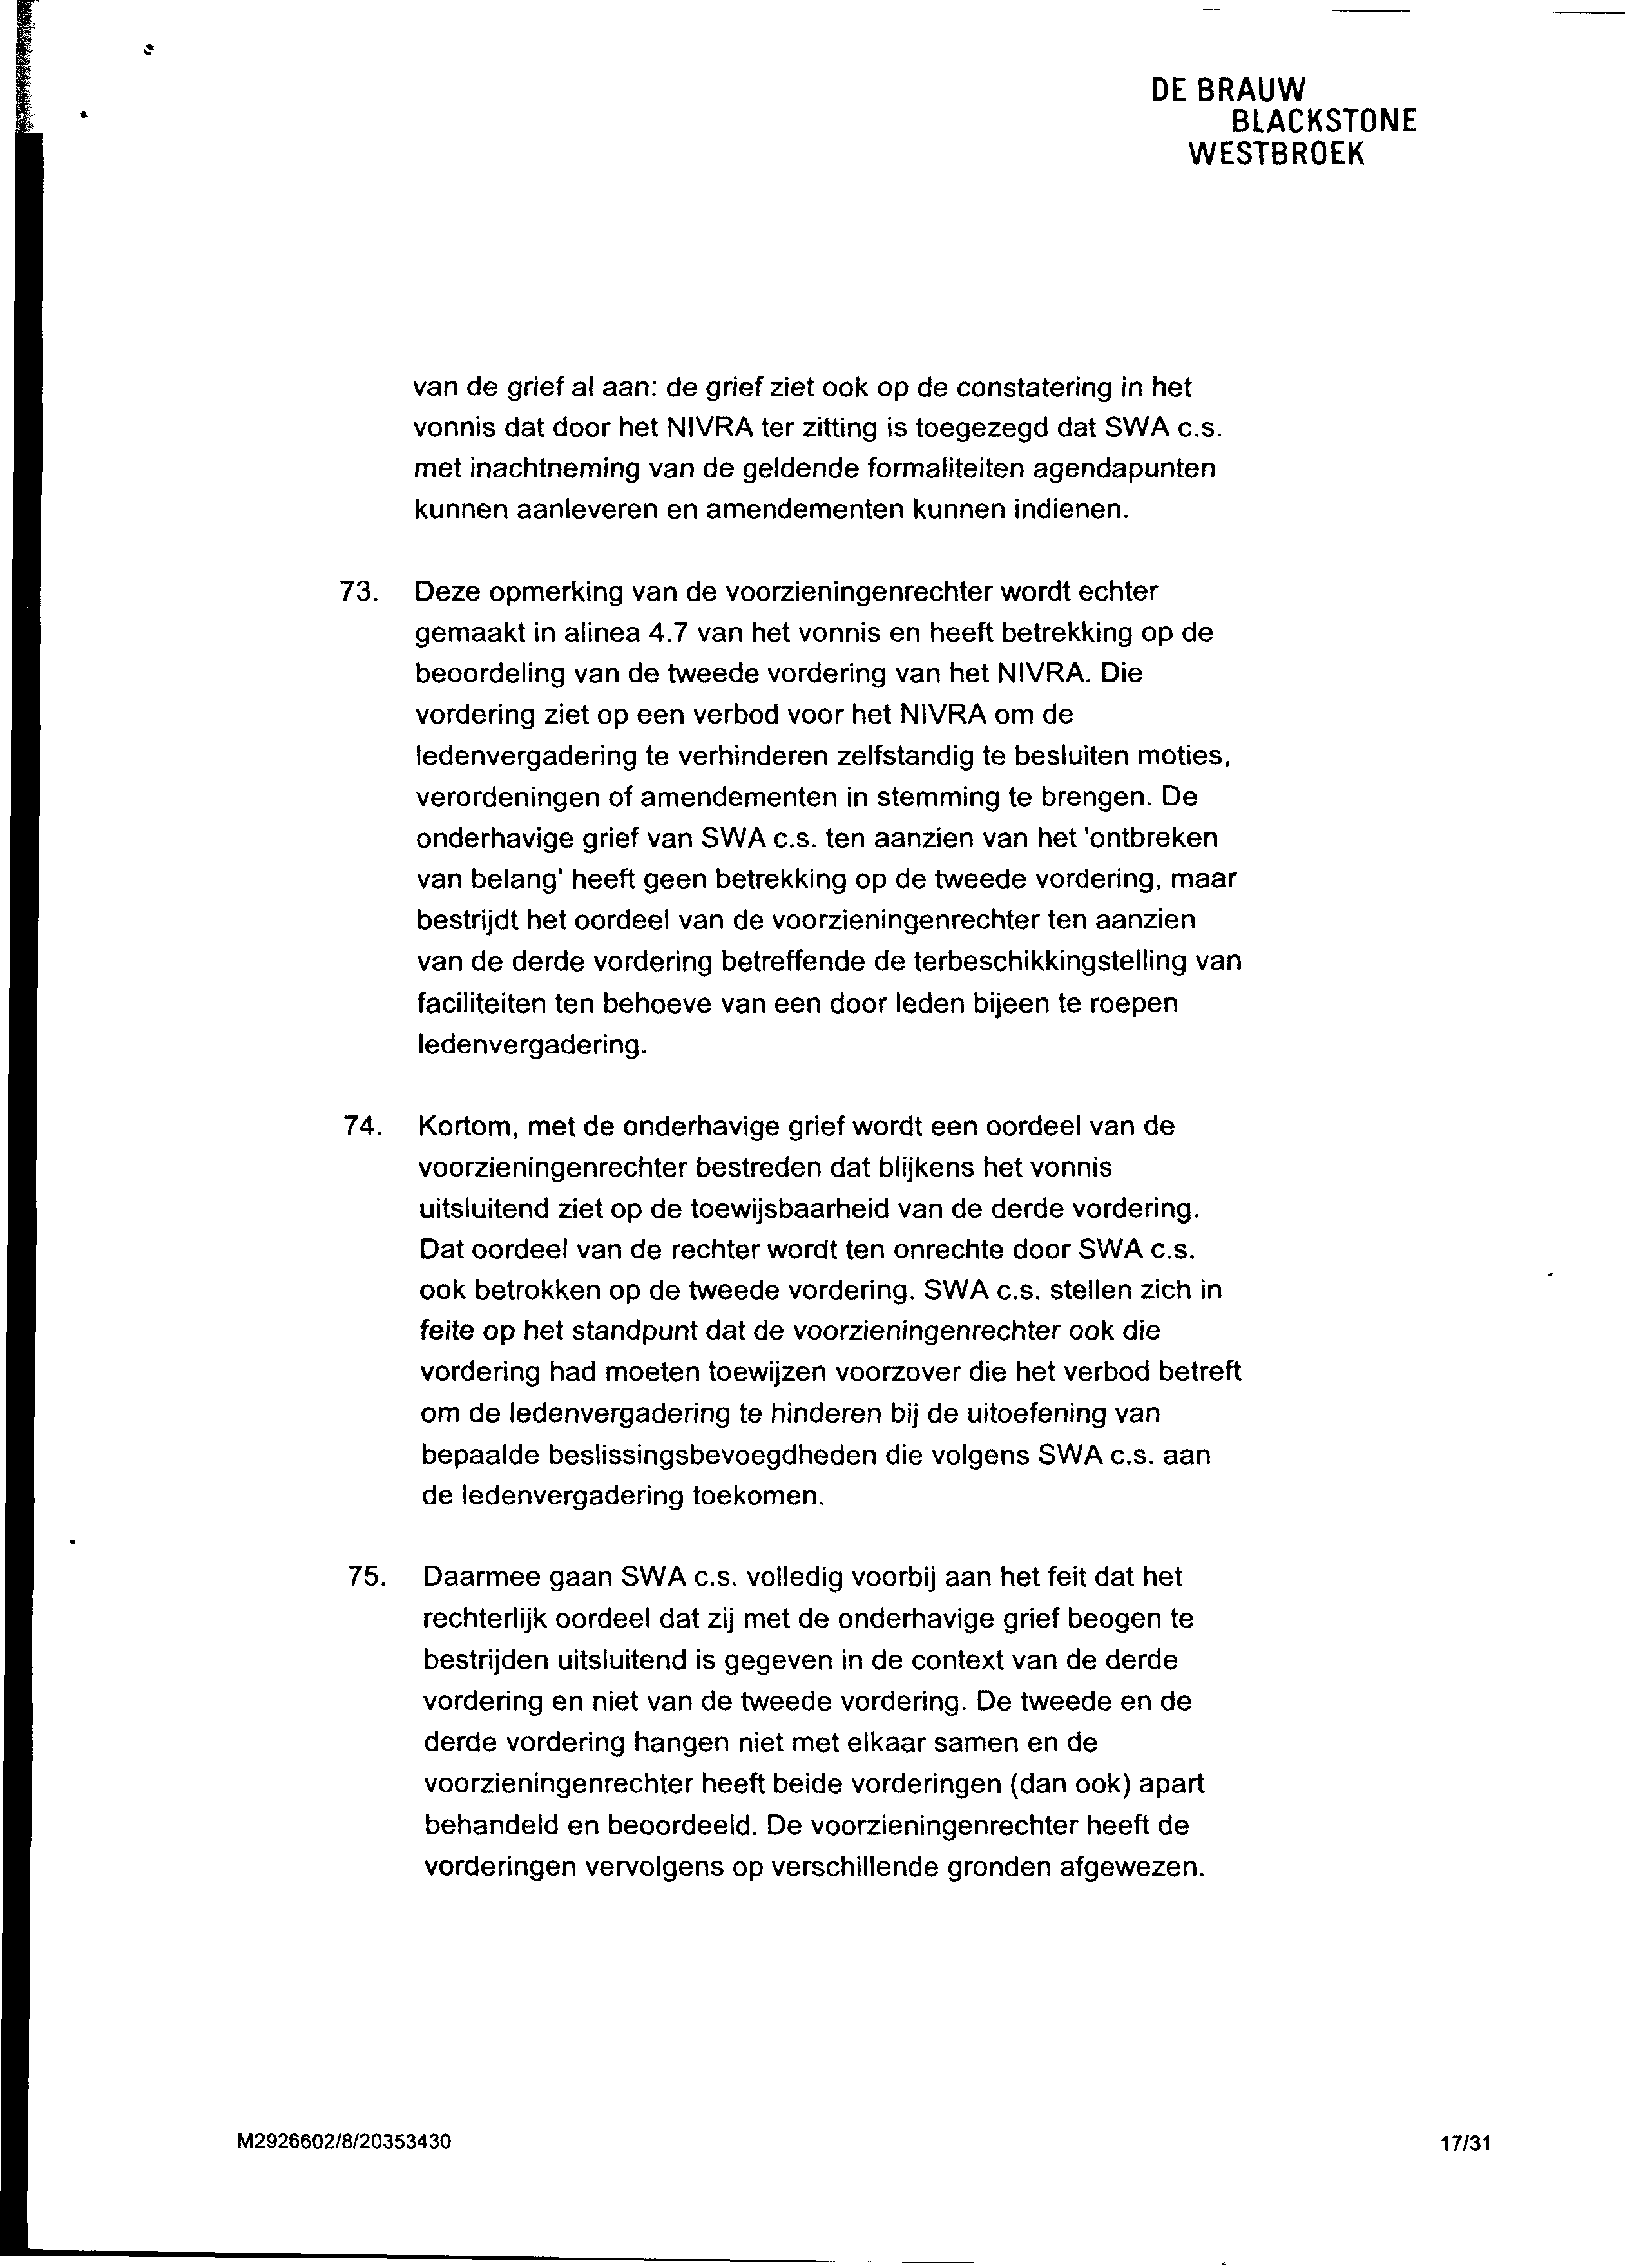 DE BRAUW
BLACKSTONE
WESTBROEK
van de grief al aan: de grief ziet ook op de constatering in het
vonnis dat door het NIVRA ter zitting is toegezegd dat SWA c.s.
met inachtneming van de geldende formaliteiten agendapunten
kunnen aanleveren en amendementen kunnen indienen.
73. Deze opmerking van de voorzieningenrechter wordt echter
gemaakt in alinea 4.7 van het vonnis en heeft betrekking op de
beoordeling van de tweede vordering van het NIVRA. Die
vordering ziet op een verbod voor het NIVRA om de
ledenvergadering te verhinderen zelfstandig te besluiten moties,
verordeningen of amendementen in stemming te brengen. De
onderhavige grief van SWA c.s. ten aanzien van het 'ontbreken
van belang' heeft geen betrekking op de tweede vordering, maar
bestrijdt het oordeel van de voorzieningenrechter ten aanzien
van de derde vordering betreffende de terbeschikkingstelling van
faciliteiten ten behoeve van een door leden bijeen te roepen
ledenvergadering.
74. Kortom, met de onderhavige grief wordt een oordeel van de
voorzieningenrechter bestreden dat blijkens het vonnis
uitsluitend ziet op de toewijsbaarheid van de derde vordering.
Dat oordeel van de rechter wordt ten onrechte door SWA c.s.
ook betrokken op de tweede vordering. SWA c.s. stellen zich in
feite op het standpunt dat de voorzieningenrechter ook die
vordering had moeten toewijzen voorzover die het verbod betreft
om de ledenvergadering te hinderen bij de uitoefening van
bepaalde beslissingsbevoegdheden die volgens SWA c.s. aan
de ledenvergadering toekomen.
75. Daarmee gaan SWA c.s. volledig voorbij aan het feit dat het
rechterlijk oordeel dat zij met de onderhavige grief beogen te
bestrijden uitsluitend is gegeven in de context van de derde
vordering en niet van de tweede vordering. De tweede en de
derde vordering hangen niet met elkaar samen en de
voorzieningenrechter heeft beide vorderingen (dan ook) apart
behandeld en beoordeeld. De voorzieningenrechter heeft de
vorderingen vervolgens op verschillende gronden afgewezen.
M2926602/8/20353430
17/31